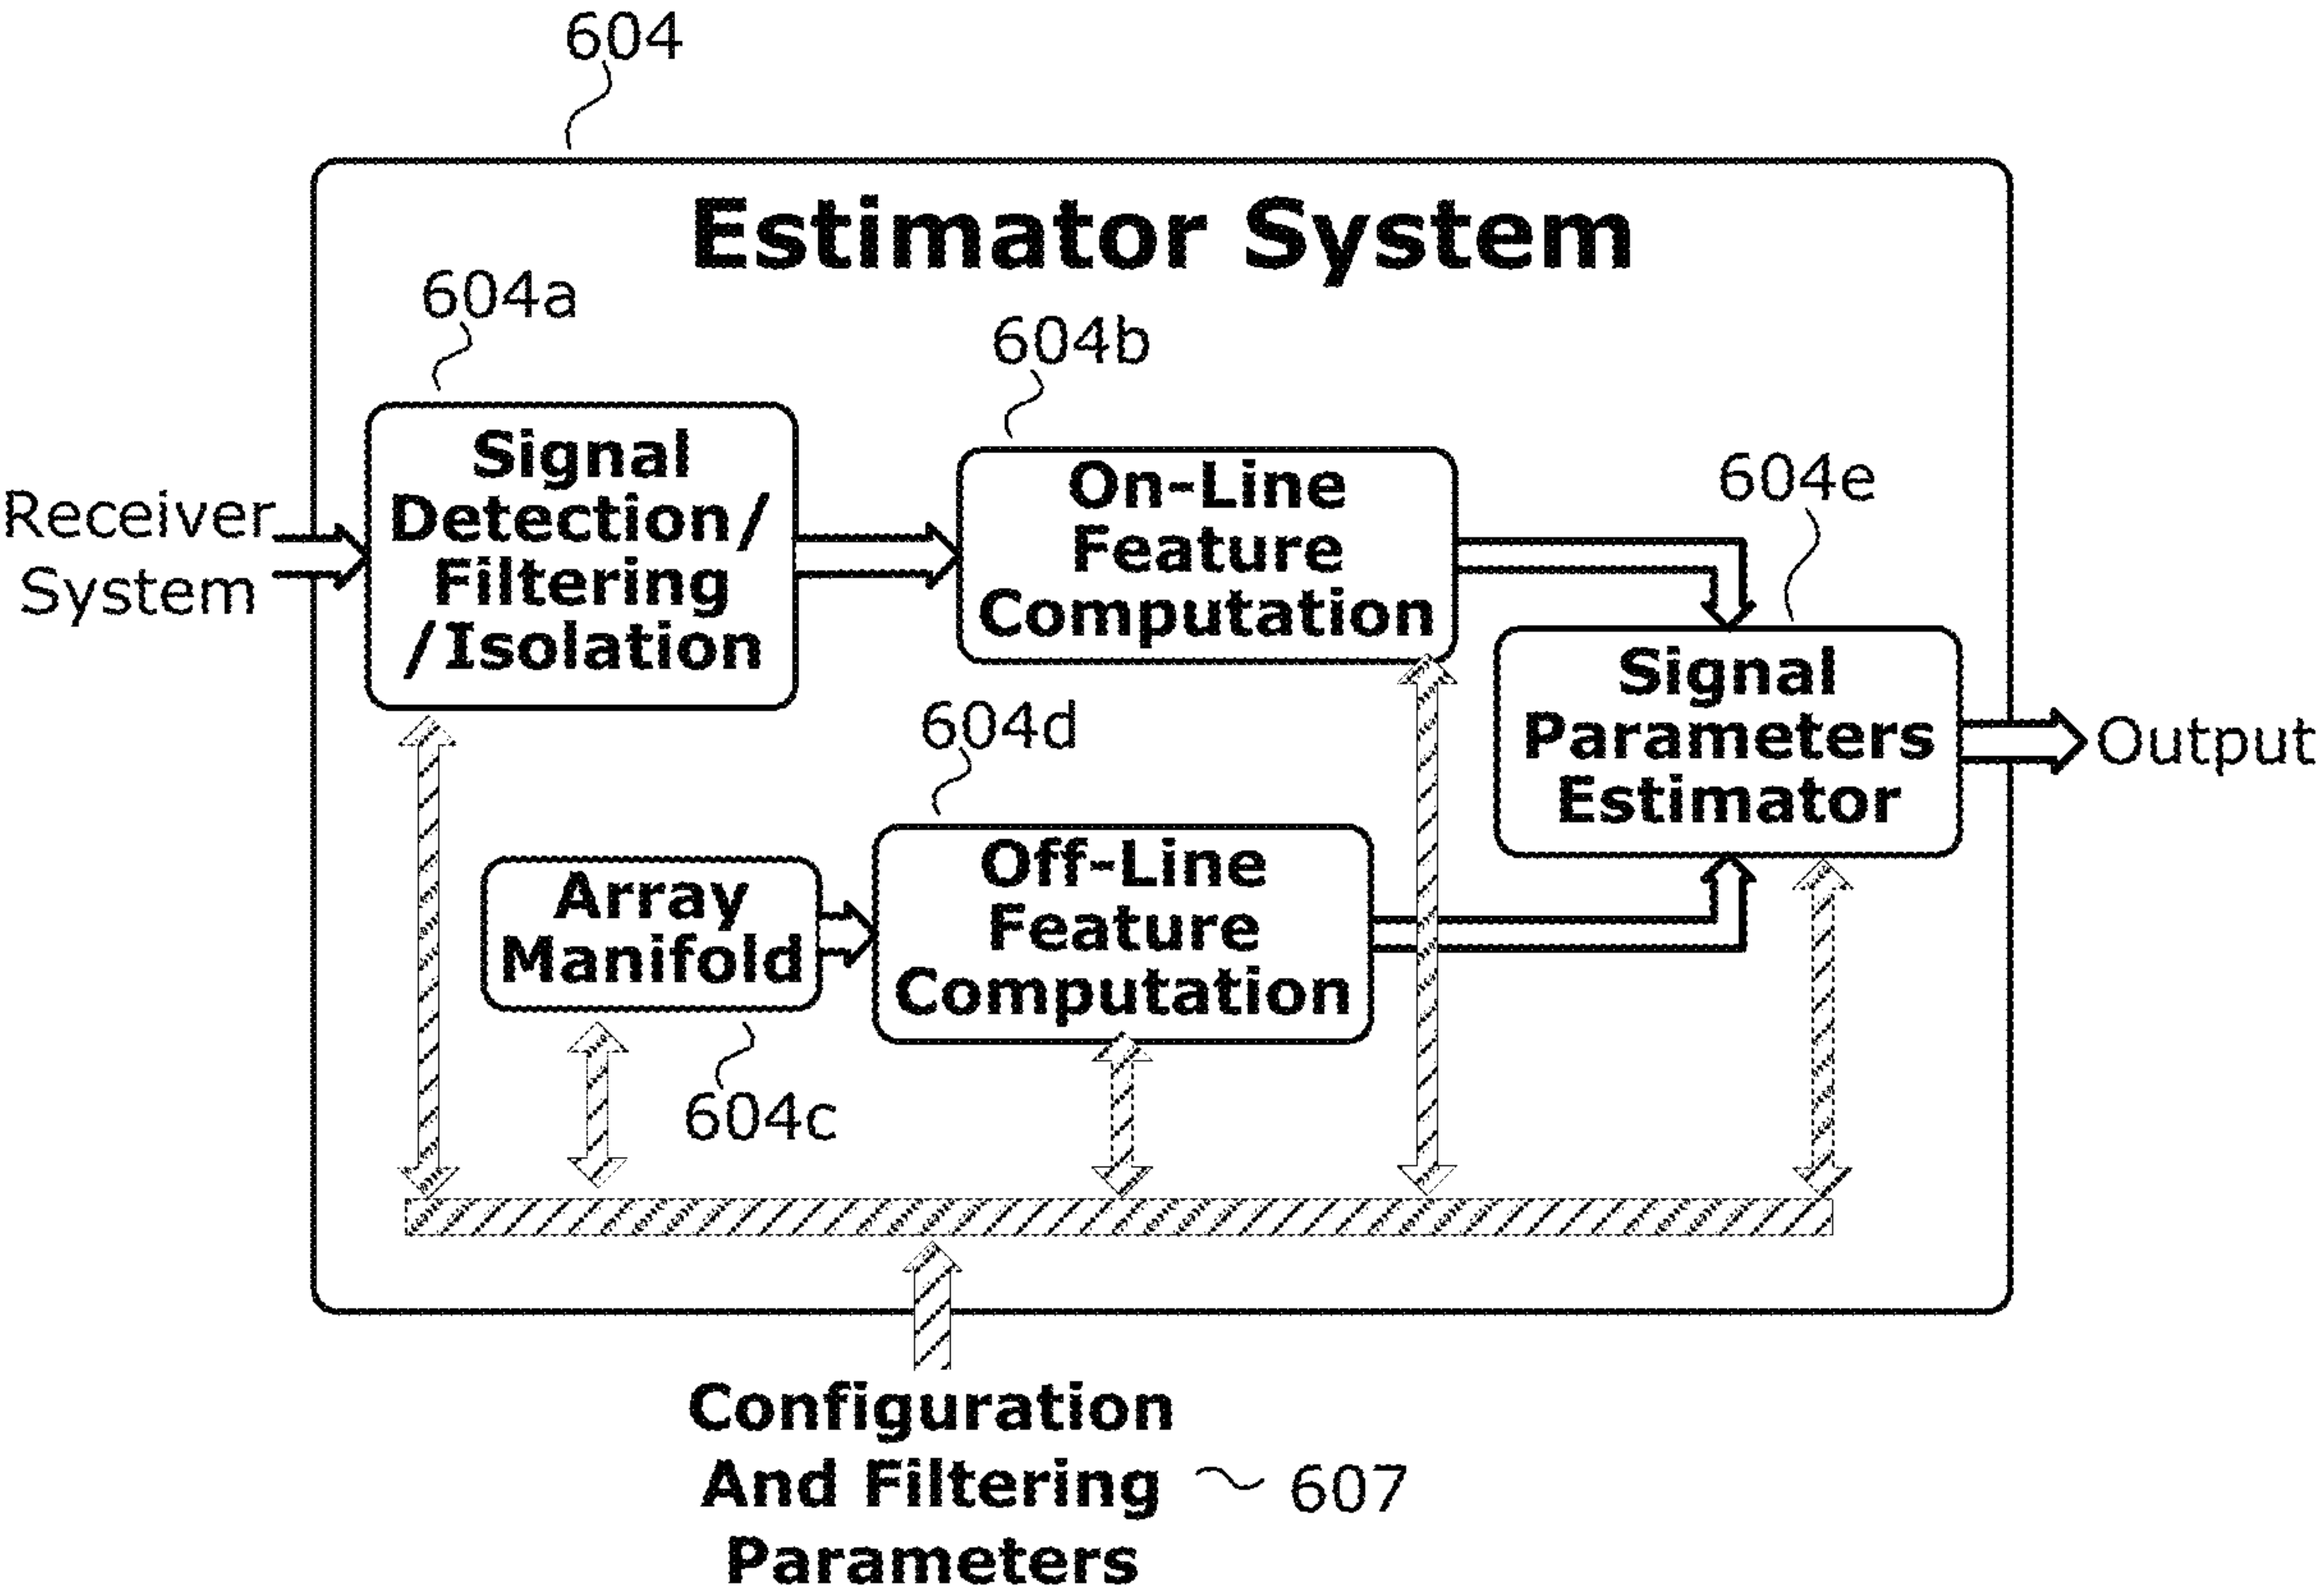 604
Estimator System
604a
604b
604e
Receiver
System
Signal
Detection/
Filtering
/Isolation
On-Line
Feature
Computation
Signal
Parameters
Estimator
Output
604d
Array
Manifold
Off-Line
Feature
Computation
604c
Configuration
And Filtering
Parameters
607